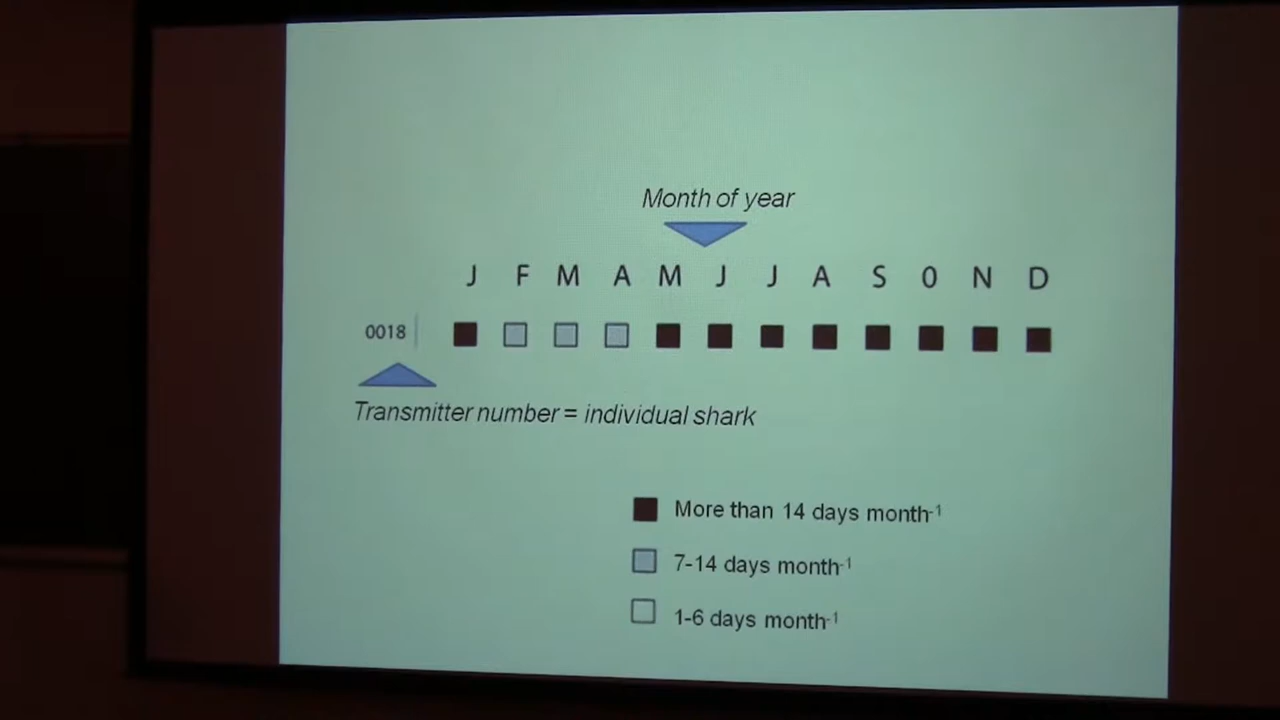 Month of year
J F M A M J J A S O N D
0018
Transmitter number = individual shark
More than 14 days month-1
7-14 days month-1
1-6 days month-1